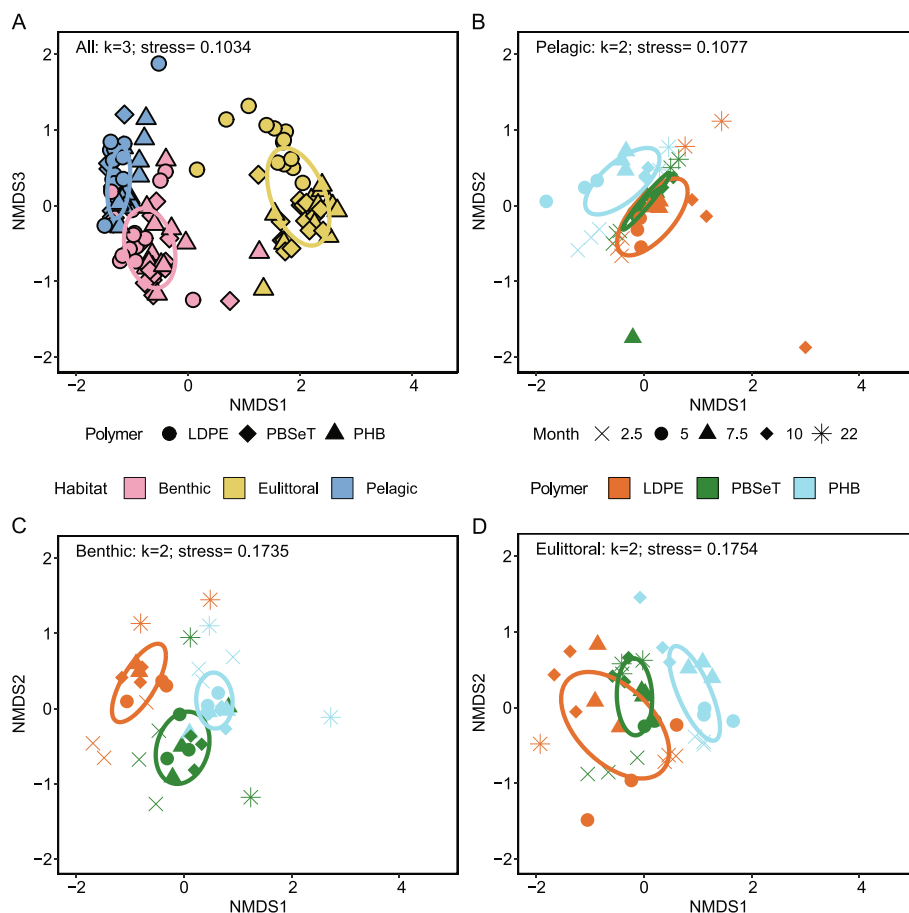 A
All: k=3; stress= 0.1034
2
1
0
−1
−2
NMDS3
−2
0
2
4
NMDS1
Polymer LDPE PBSeT PHB
Habitat Benthic Eulittoral Pelagic
B
Pelagic: k=2; stress= 0.1077
2
1
0
−1
−2
NMDS2
−2
0
2
4
NMDS1
Month 2.5 5 7.5 10 22
Polymer LDPE PBSeT PHB
C
Benthic: k=2; stress= 0.1735
2
1
0
−1
−2
NMDS2
−2
0
2
4
NMDS1
D
Eulittoral: k=2; stress= 0.1754
2
1
0
−1
−2
NMDS2
−2
0
2
4
NMDS1